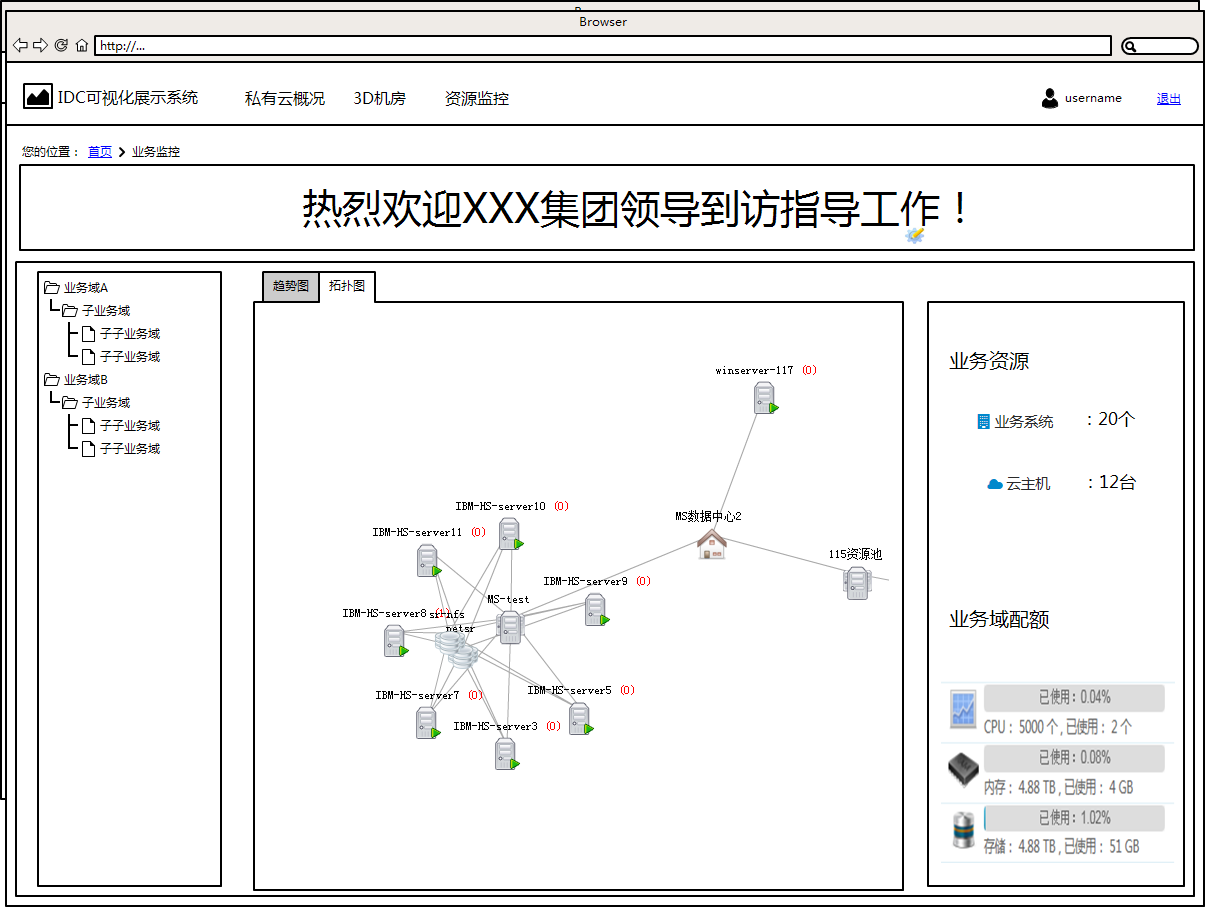 Browser
http://...
IDC可视化展示系统 私有云概况 3D机房 资源监控 username 退出
您的位置： 首页 业务监控
热烈欢迎XXX集团领导到访指导工作！
业务域A
子业务域
子子业务域
子子业务域
业务域B
子业务域
子子业务域
子子业务域
趋势图 拓扑图
winserver-117 (0)
IBM-HS-server10 (0)
MS数据中心2
IBM-HS-server11 (0)
115资源池
IBM-HS-server9 (0)
MS-test
IBM-HS-server8
IBM-HS-server5 (0)
IBM-HS-server7 (0)
IBM-HS-server3 (0)
业务资源
业务系统 ：20个
云主机 ：12台
业务域配额
已使用：0.04%
CPU：5000 个 , 已使用：2 个
已使用：0.08%
内存：4.88 TB , 已使用：4 GB
已使用：1.02%
存储：4.88 TB , 已使用：51 GB